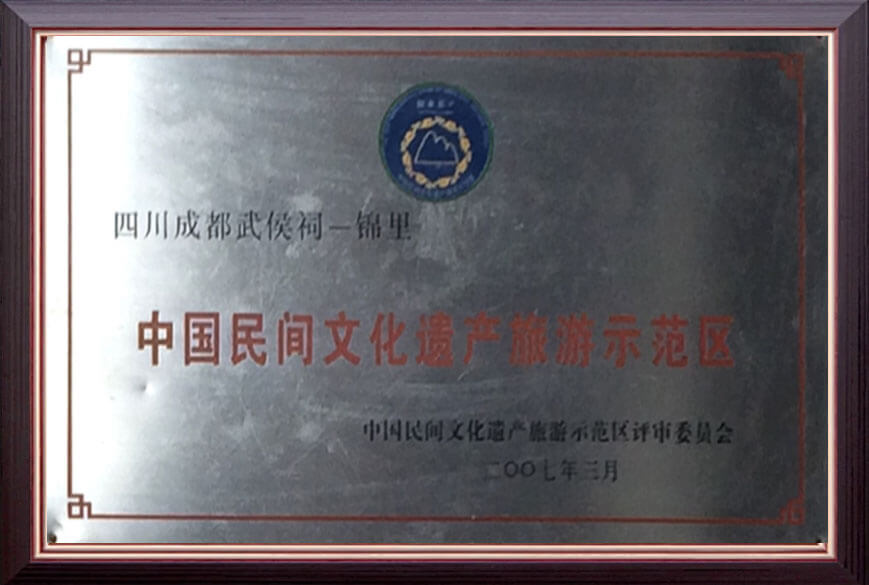 四川成都武侯祠—锦里
中国民间文化遗产旅游示范区
中国民间文化遗产旅游示范区评审委员会
二〇〇七年三月